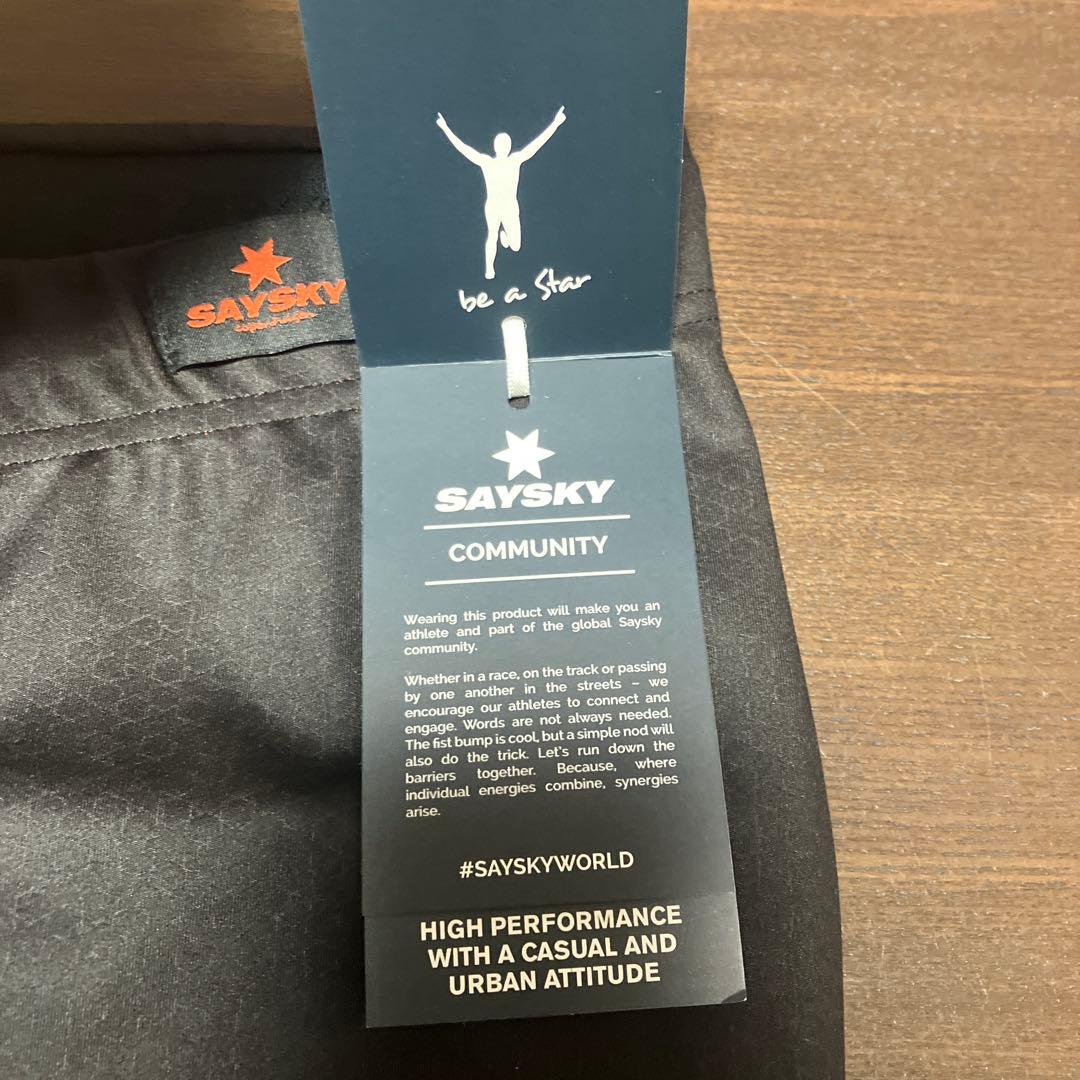 be a Star
SAYSKY
copenhagen
SAYSKY
COMMUNITY
Wearing this product will make you an
athlete and part of the global Saysky
community.
Whether in a race, on the track or passing
by one another in the streets – we
encourage our athletes to connect and
engage. Words are not always needed.
The fist bump is cool, but a simple nod will
also do the trick. Let's run down the
barriers together. Because, where
individual energies combine, synergies
arise.
#SAYSKYWORLD
HIGH PERFORMANCE
WITH A CASUAL AND
URBAN ATTITUDE